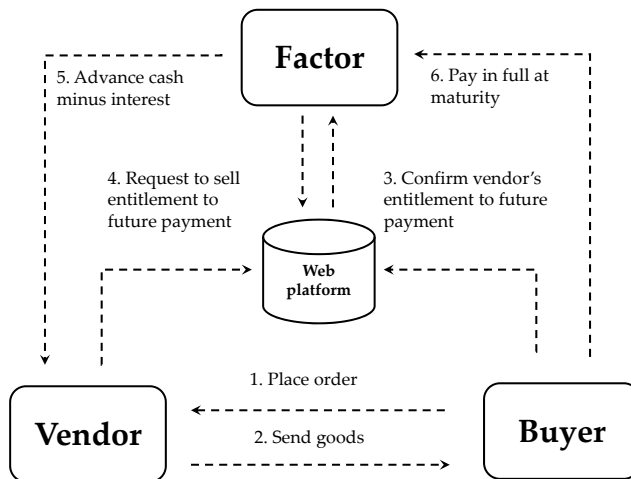 Factor
5. Advance cash
minus interest
6. Pay in full at
maturity
4. Request to sell
entitlement to
future payment
3. Confirm vendor’s
entitlement to future
payment
Web
platform
1. Place order
Vendor
2. Send goods
Buyer